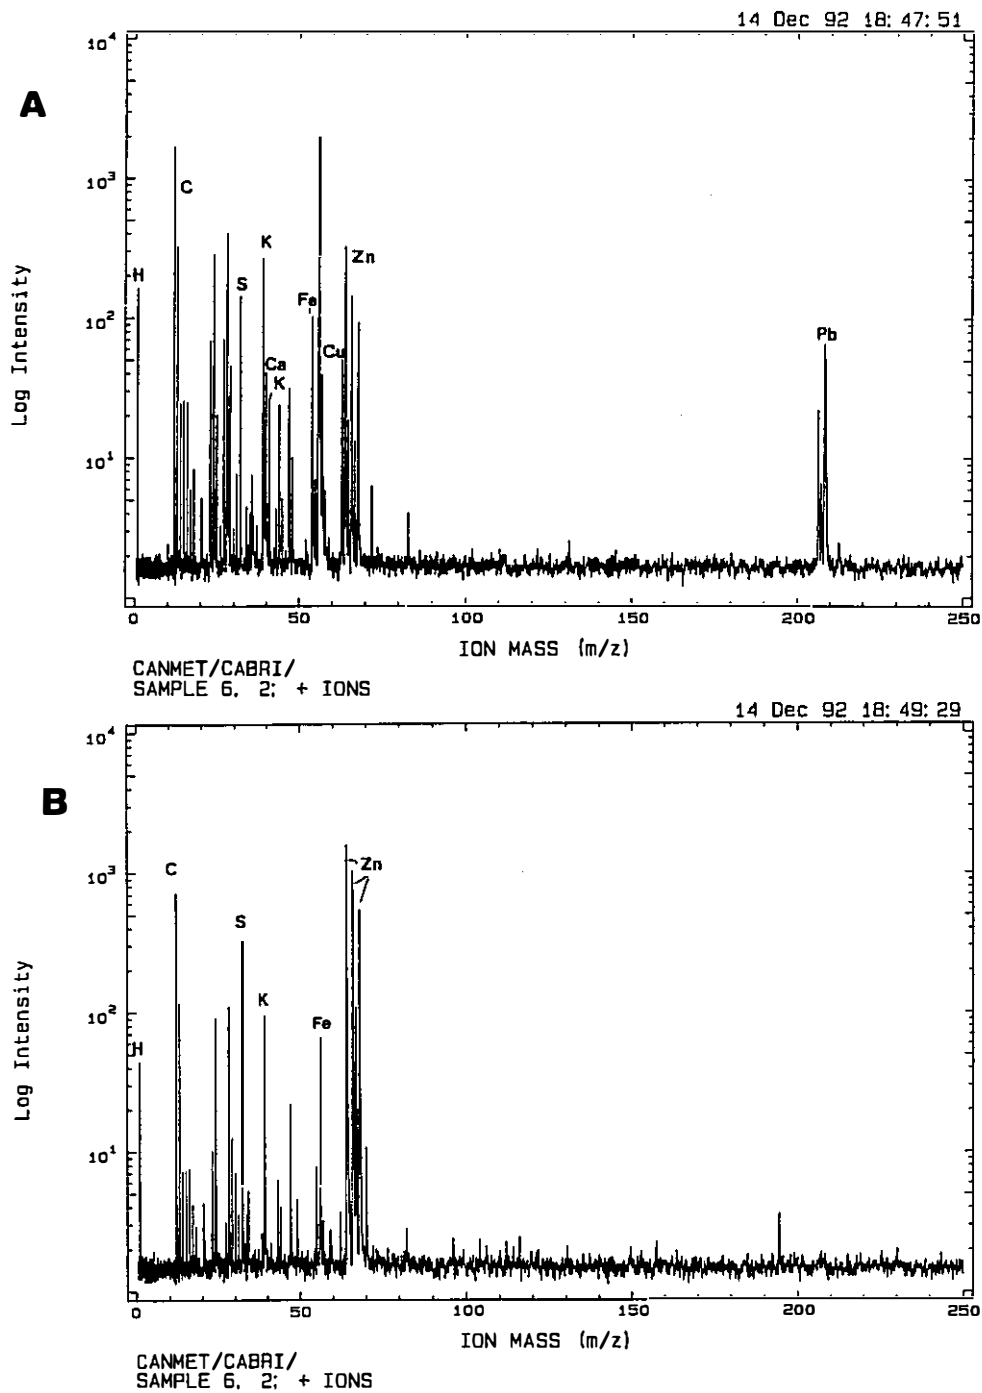 14 Dec 92 18:47:51
A
10⁴
10³
10²
10¹
Log Intensity
H
C
S
K
Ca
K
Fe
Cu
Zn
Pb
0 50 100 150 200 250
ION MASS (m/z)
CANMET/CABRI/
SAMPLE 6, 2; + IONS
14 Dec 92 18:49:29
B
10⁴
10³
10²
10¹
Log Intensity
H
C
S
K
Fe
Zn
0 50 100 150 200 250
ION MASS (m/z)
CANMET/CABRI/
SAMPLE 6, 2; + IONS